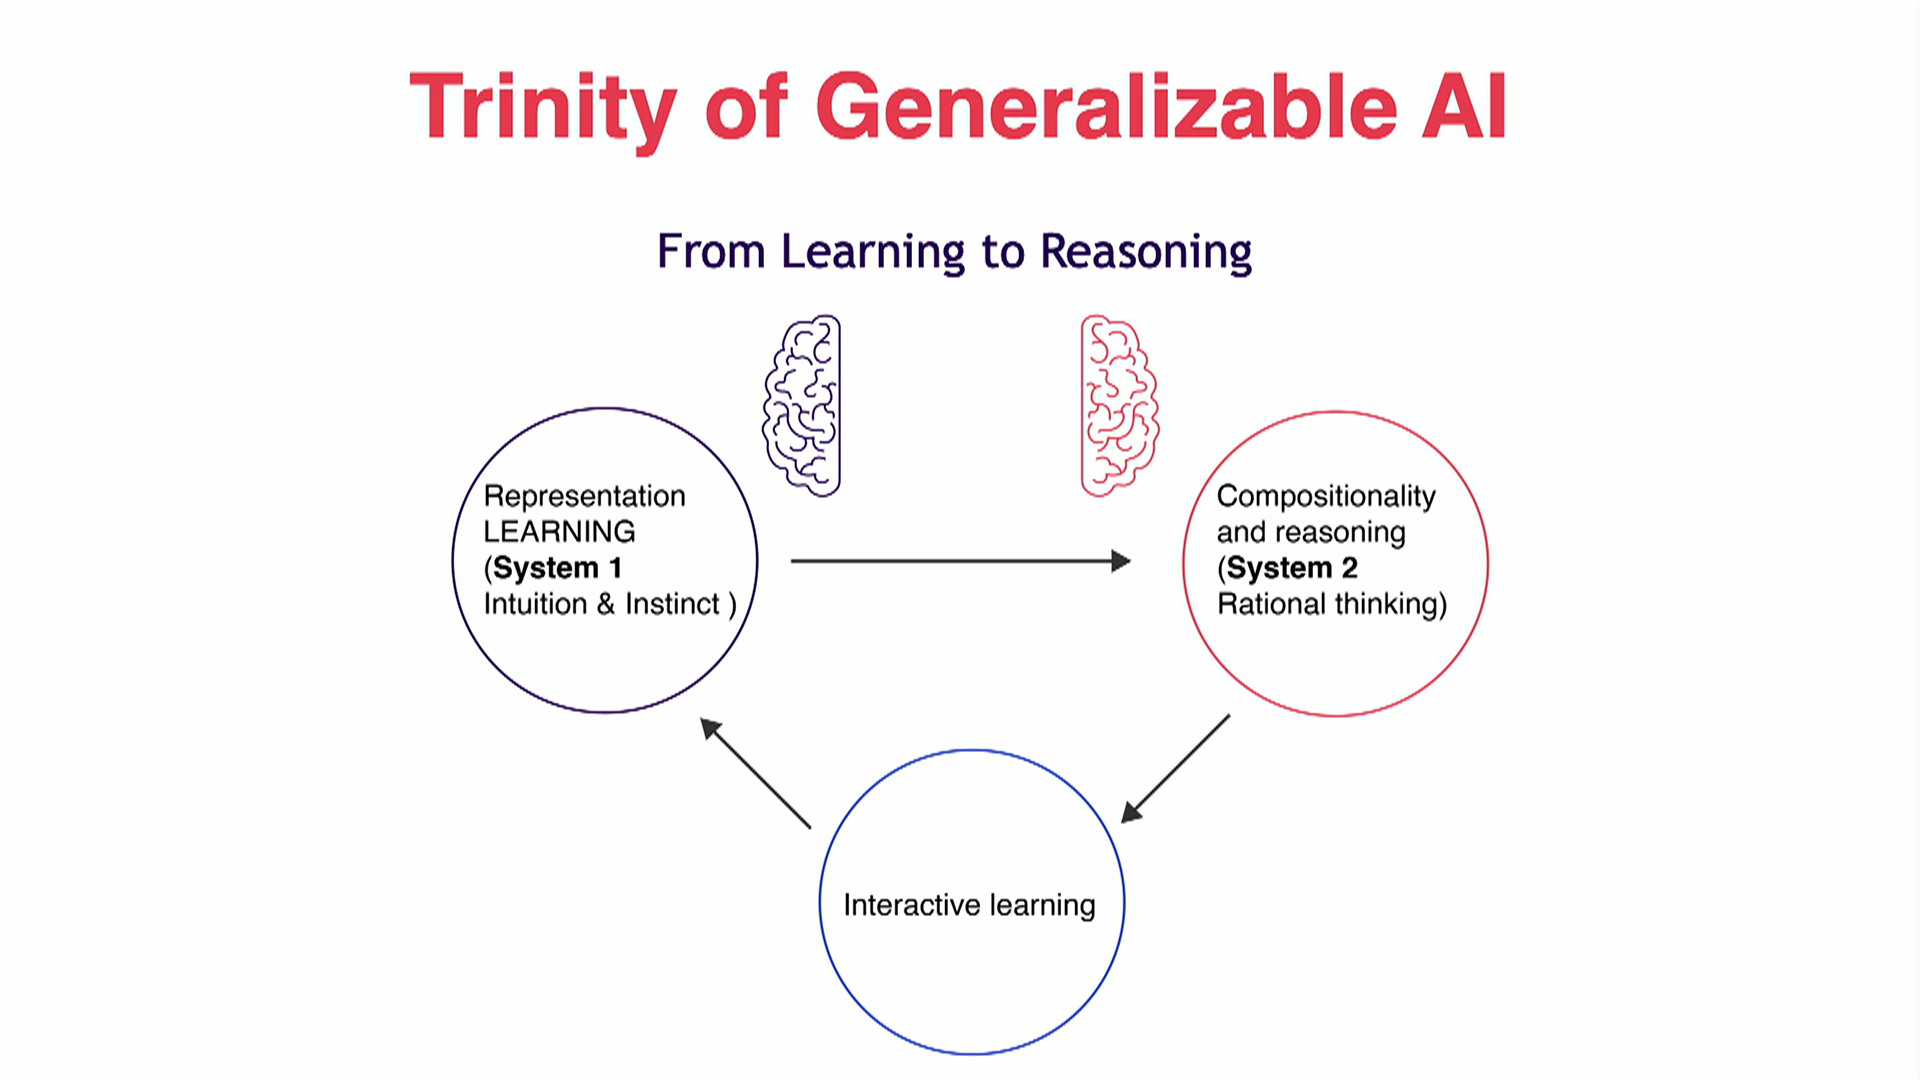 Trinity of Generalizable AI
From Learning to Reasoning
Representation
LEARNING
(System 1
Intuition & Instinct )
Compositionality
and reasoning
(System 2
Rational thinking)
Interactive learning